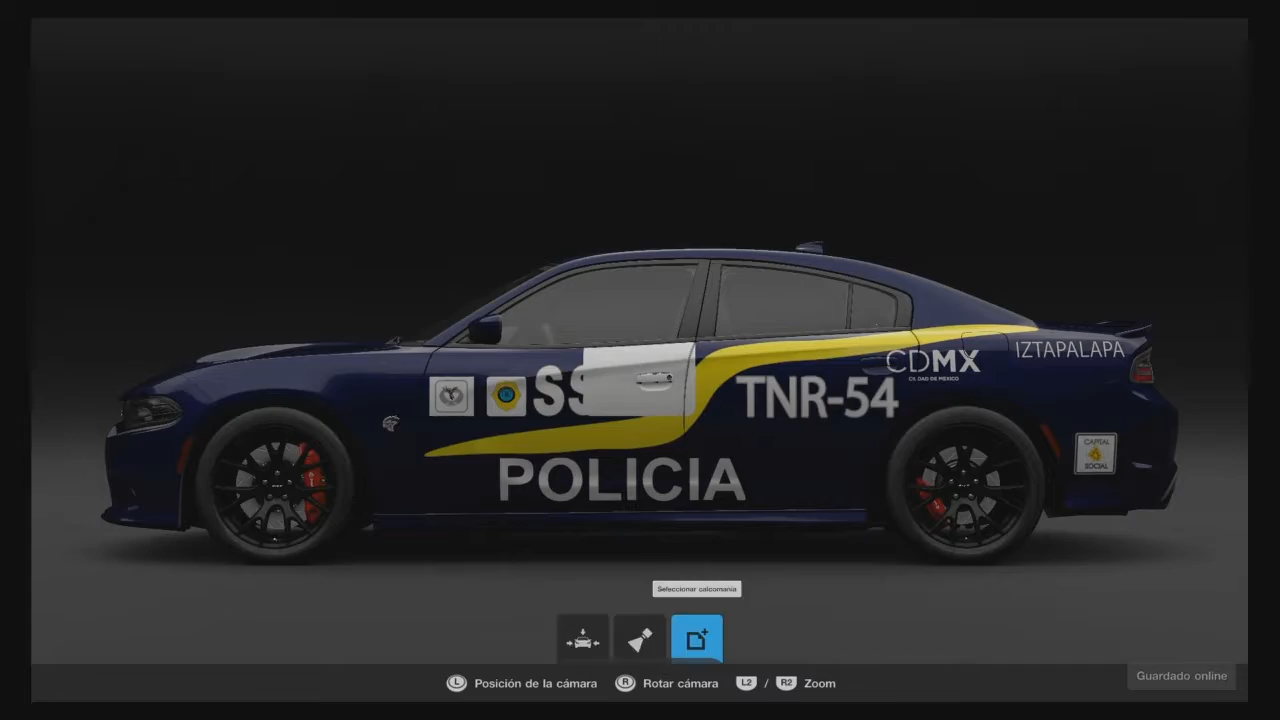 SS
CDMX
CIUDAD DE MÉXICO
IZTAPALAPA
TNR-54
POLICIA
CAPITAL
SOCIAL
Seleccionar calcomanía
L Posición de la cámara R Rotar cámara L2 / R2 Zoom
Guardado online